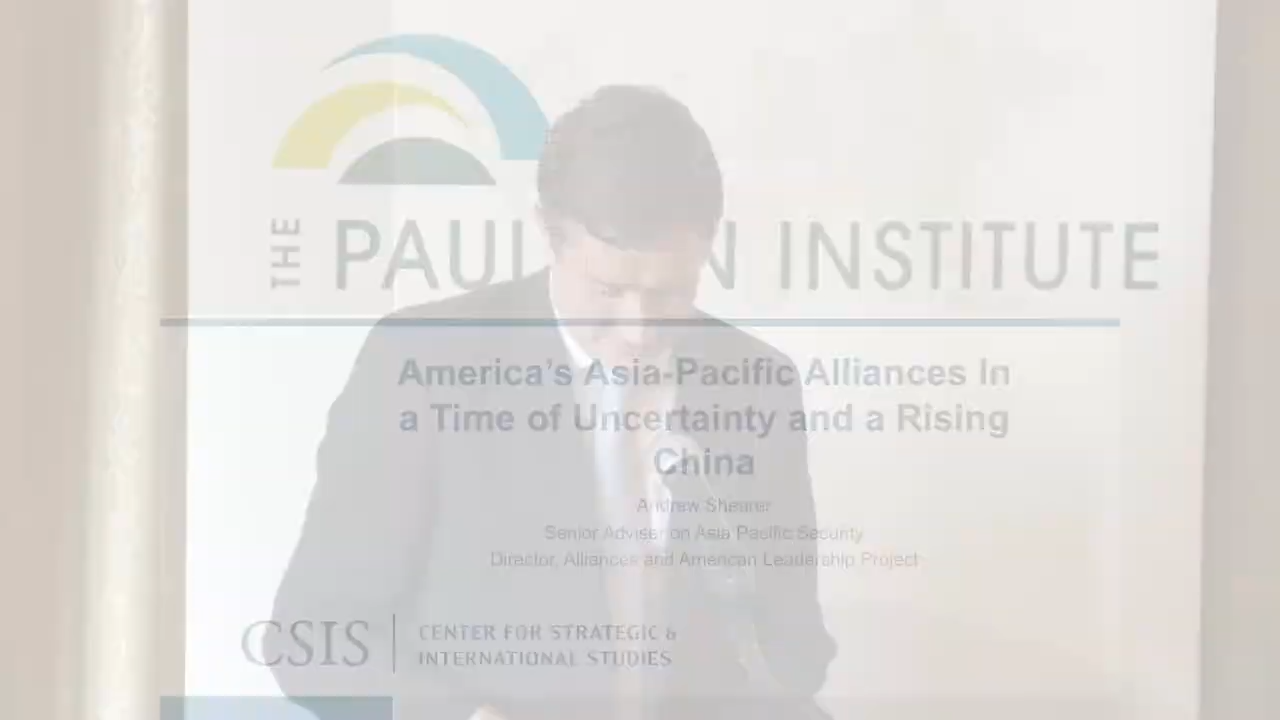 THE PAUL N INSTITUTE
America's Asia-Pacific Alliances In
a Time of Uncertainty and a Rising
China
Andrew Shearer
Senior Adviser on Asia Pacific Security
Director, Alliances and American Leadership Project
CSIS
CENTER FOR STRATEGIC &
INTERNATIONAL STUDIES